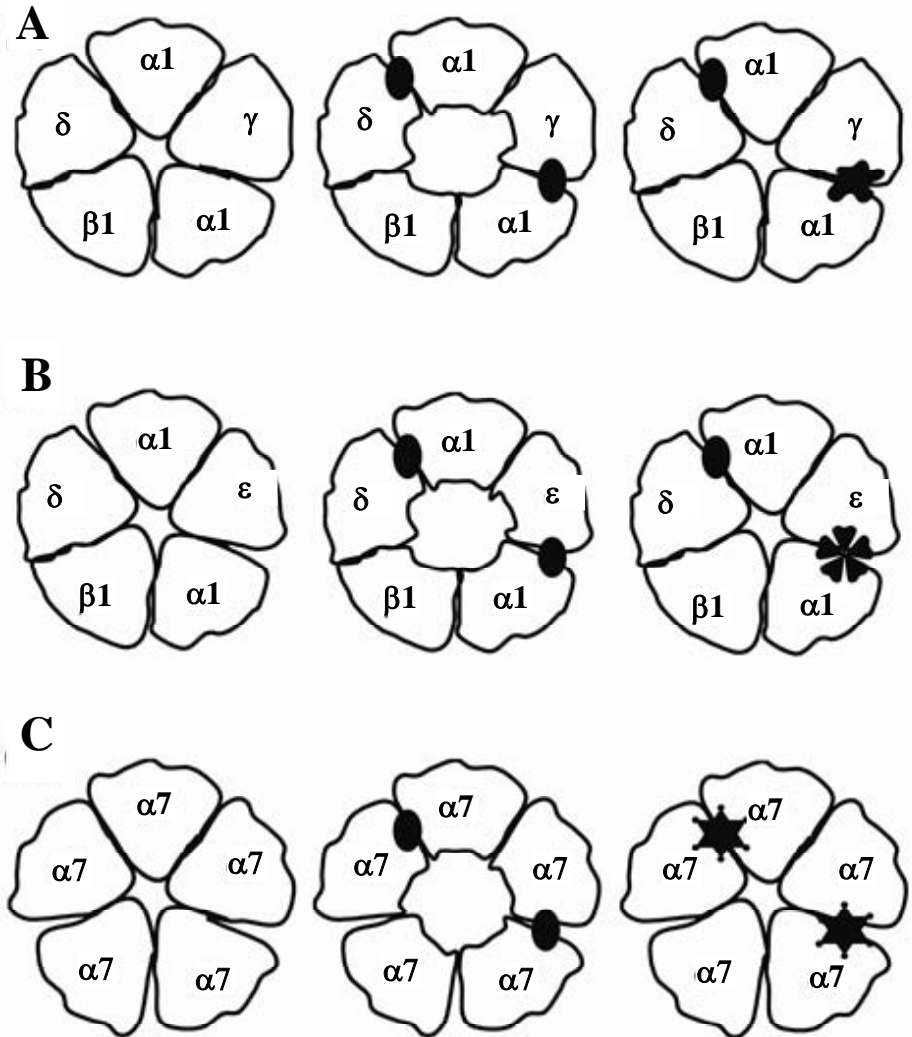 A
α1 α1 α1
δ γ δ γ δ γ
β1 α1 β1 α1 β1 α1
B
α1 α1 α1
δ ε δ ε δ ε
β1 α1 β1 α1 β1 α1
C
α7 α7 α7
α7 α7 α7 α7 α7 α7
α7 α7 α7 α7 α7 α7